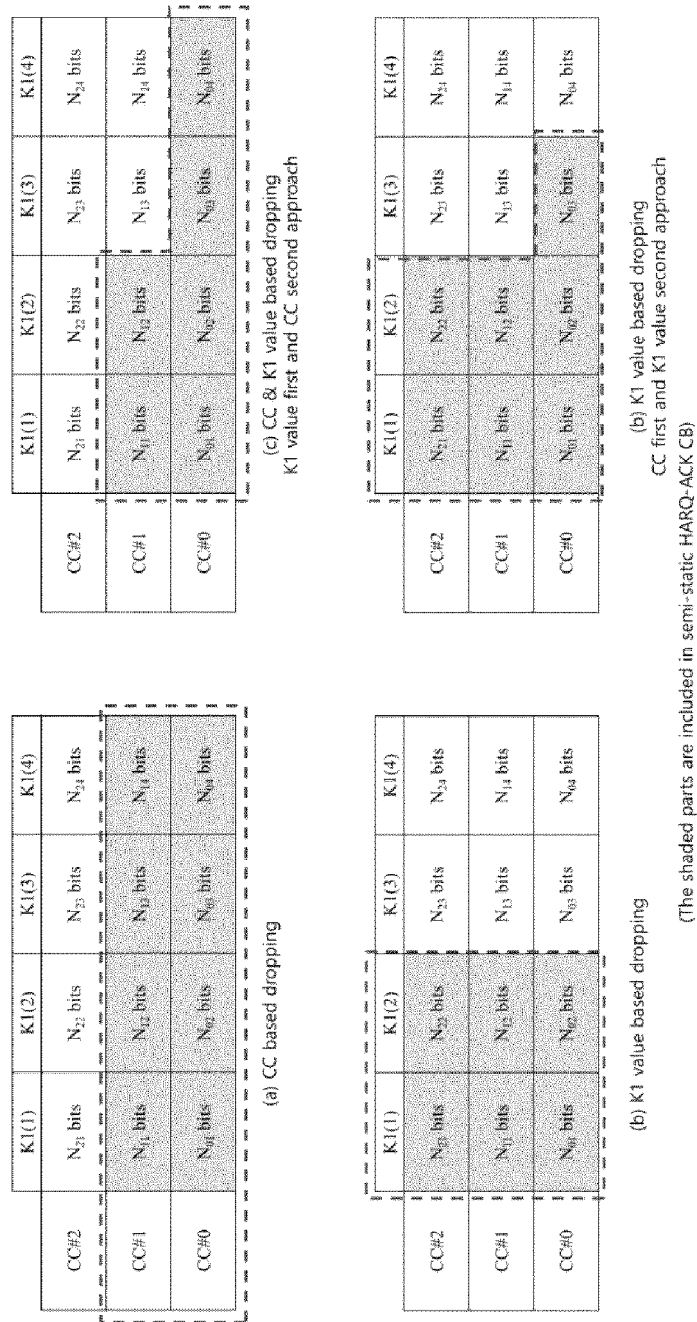 K1(1) K1(2) K1(3) K1(4)
CC#2 N₂₁ bits N₂₂ bits N₂₃ bits N₂₄ bits
CC#1 N₁₁ bits N₁₂ bits N₁₃ bits N₁₄ bits
CC#0 N₀₁ bits N₀₂ bits N₀₃ bits N₀₄ bits
(a) CC based dropping
K1(1) K1(2) K1(3) K1(4)
CC#2 N₂₁ bits N₂₂ bits N₂₃ bits N₂₄ bits
CC#1 N₁₁ bits N₁₂ bits N₁₃ bits N₁₄ bits
CC#0 N₀₁ bits N₀₂ bits N₀₃ bits N₀₄ bits
(c) CC & K1 value based dropping
K1 value first and CC second approach
K1(1) K1(2) K1(3) K1(4)
CC#2 N₂₁ bits N₂₂ bits N₂₃ bits N₂₄ bits
CC#1 N₁₁ bits N₁₂ bits N₁₃ bits N₁₄ bits
CC#0 N₀₁ bits N₀₂ bits N₀₃ bits N₀₄ bits
(b) K1 value based dropping
K1(1) K1(2) K1(3) K1(4)
CC#2 N₂₁ bits N₂₂ bits N₂₃ bits N₂₄ bits
CC#1 N₁₁ bits N₁₂ bits N₁₃ bits N₁₄ bits
CC#0 N₀₁ bits N₀₂ bits N₀₃ bits N₀₄ bits
(b) K1 value based dropping
CC first and K1 value second approach
(The shaded parts are included in semi-static HARQ-ACK CB)